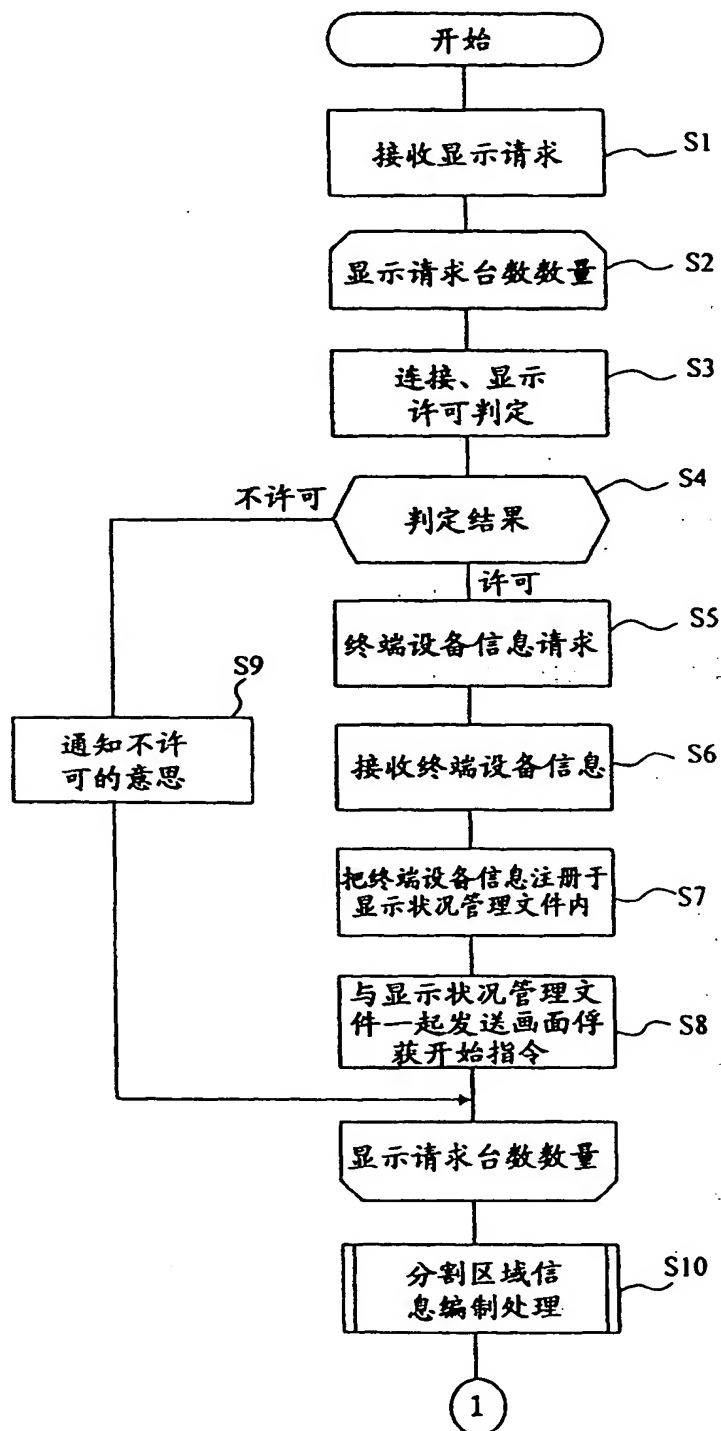 开始
接收显示请求
S1
显示请求台数数量
S2
连接、显示
许可判定
S3
不许可
判定结果
S4
许可
终端设备信息请求
S5
S9
通知不许
可的意思
接收终端设备信息
S6
把终端设备信息注册于
显示状况管理文件内
S7
与显示状况管理文
件一起发送画面俘
获开始指令
S8
显示请求台数数量
分割区域信
息编制处理
S10
1